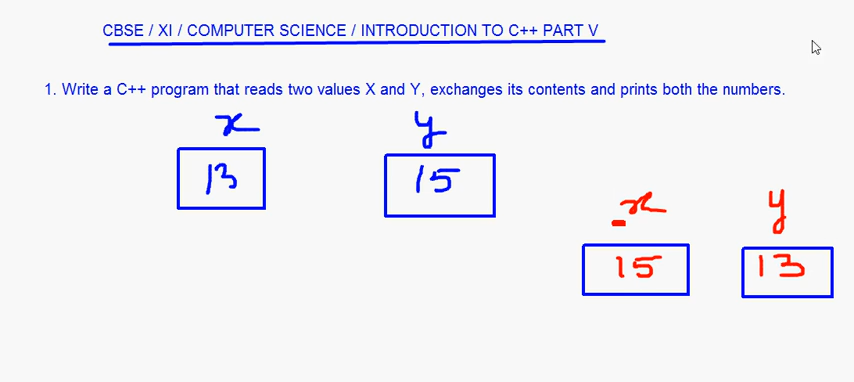 CBSE / XI / COMPUTER SCIENCE / INTRODUCTION TO C++ PART V
1. Write a C++ program that reads two values X and Y, exchanges its contents and prints both the numbers.
x y
13 15
x y
15 13